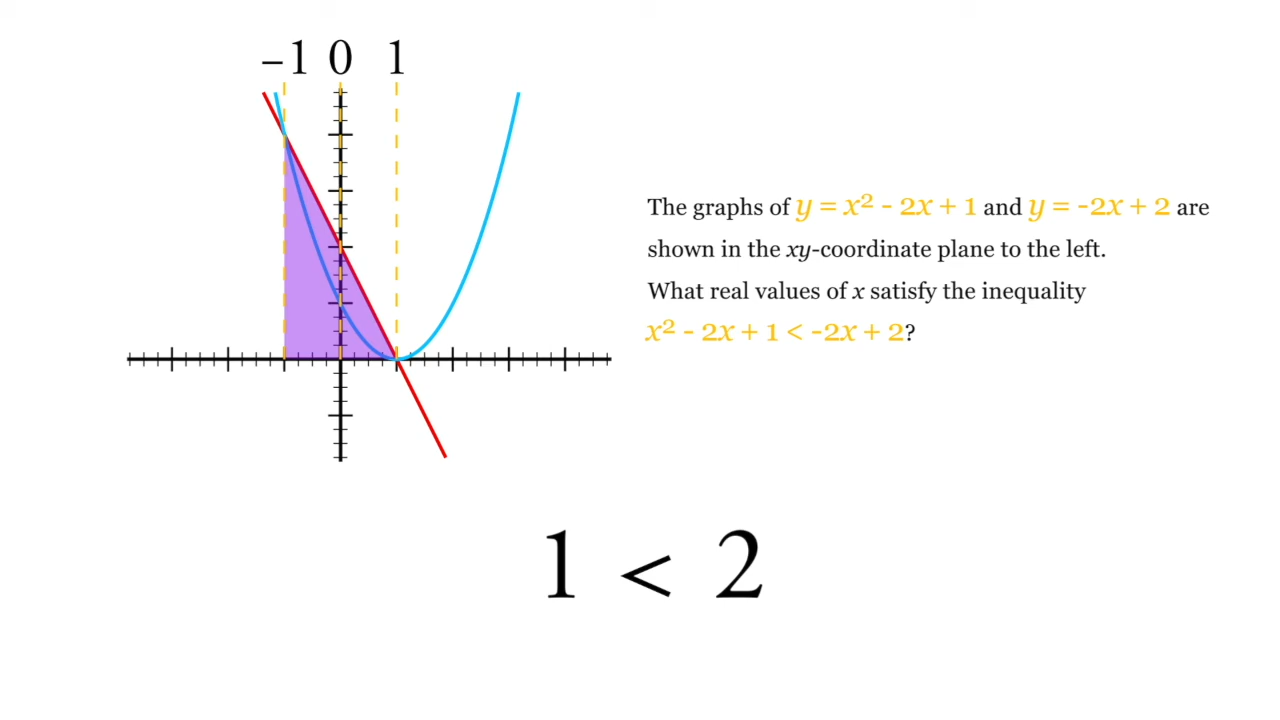 –1 0 1
The graphs of y = x² - 2x + 1 and y = -2x + 2 are
shown in the xy-coordinate plane to the left.
What real values of x satisfy the inequality
x² - 2x + 1 < -2x + 2?
1 < 2